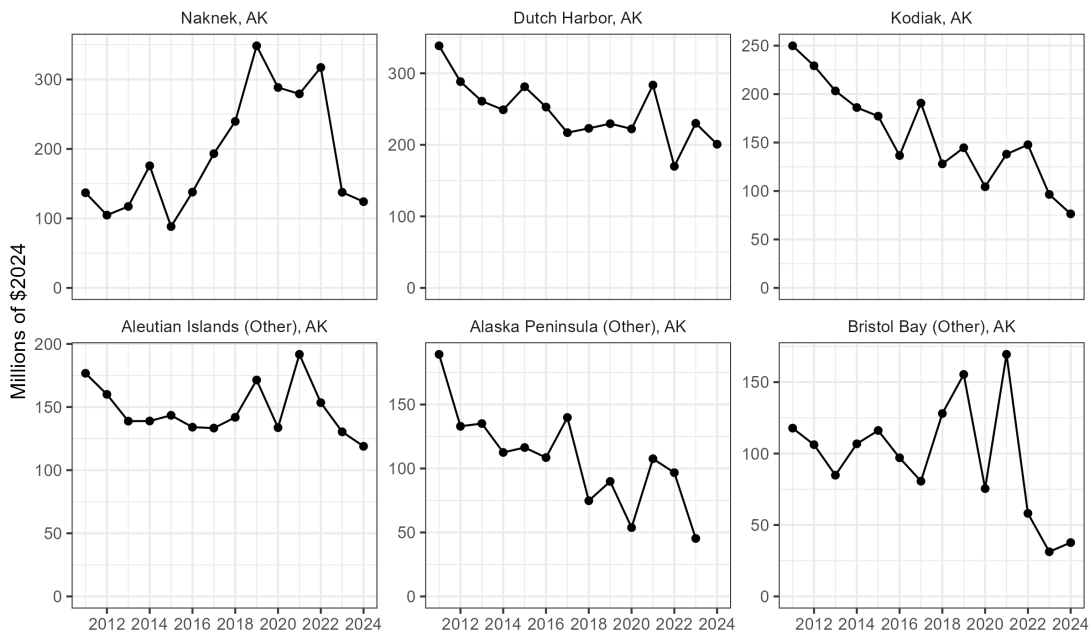 Naknek, AK
Dutch Harbor, AK
Kodiak, AK
300
200
100
0
300
200
100
0
250
200
150
100
50
0
Millions of $2024
Aleutian Islands (Other), AK
Alaska Peninsula (Other), AK
Bristol Bay (Other), AK
200
150
100
50
0
150
100
50
0
150
100
50
0
2012 2014 2016 2018 2020 2022 2024
2012 2014 2016 2018 2020 2022 2024
2012 2014 2016 2018 2020 2022 2024